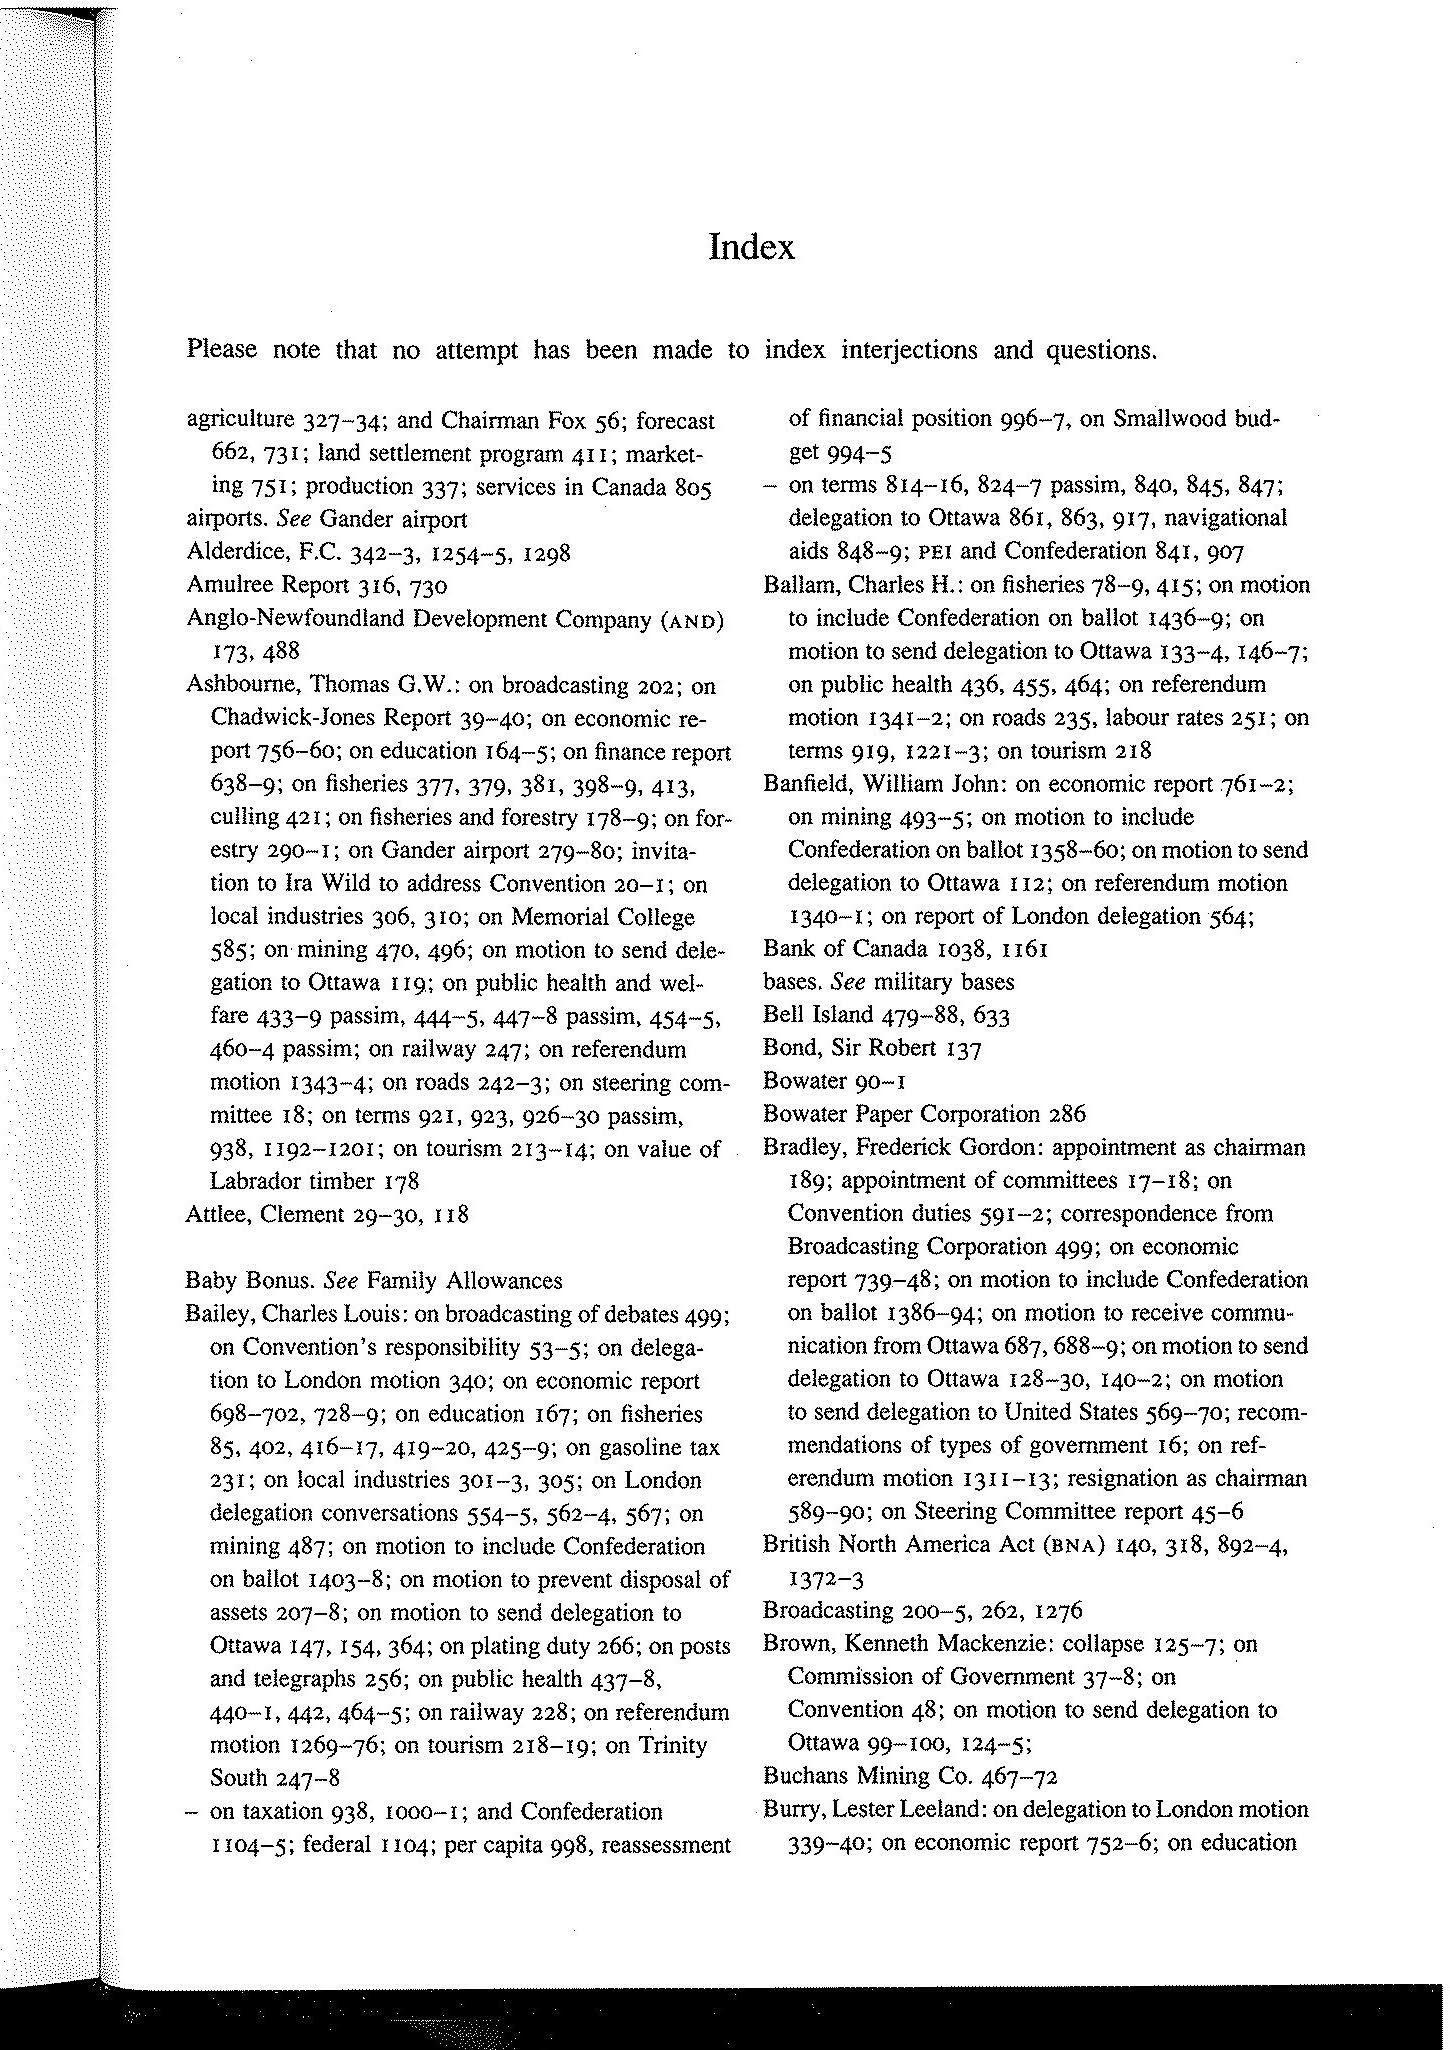 Index
Please note that no attempt has been made to index interjections and questions.
agriculture 327–34; and Chairman Fox 56; forecast
662, 731; land settlement program 411; market-
ing 751; production 337; services in Canada 805
airports. See Gander airport
Alderdice, F.C. 342–3, 1254–5, 1298
Amulree Report 316, 730
Anglo-Newfoundland Development Company (AND)
173, 488
Ashbourne, Thomas G.W.: on broadcasting 202; on
Chadwick-Jones Report 39–40; on economic re-
port 756–60; on education 164–5; on finance report
638–9; on fisheries 377, 379, 381, 398–9, 413,
culling 421; on fisheries and forestry 178–9; on for-
estry 290–1; on Gander airport 279–80; invita-
tion to Ira Wild to address Convention 20–1; on
local industries 306, 310; on Memorial College
585; on mining 470, 496; on motion to send dele-
gation to Ottawa 119; on public health and wel-
fare 433–9 passim, 444–5, 447–8 passim, 454–5,
460–4 passim; on railway 247; on referendum
motion 1343–4; on roads 242–3; on steering com-
mittee 18; on terms 921, 923, 926–30 passim,
938, 1192–1201; on tourism 213–14; on value of
Labrador timber 178
Attlee, Clement 29–30, 118
Baby Bonus. See Family Allowances
Bailey, Charles Louis: on broadcasting of debates 499;
on Convention's responsibility 53–5; on delega-
tion to London motion 340; on economic report
698–702, 728–9; on education 167; on fisheries
85, 402, 416–17, 419–20, 425–9; on gasoline tax
231; on local industries 301–3, 305; on London
delegation conversations 554–5, 562–4, 567; on
mining 487; on motion to include Confederation
on ballot 1403–8; on motion to prevent disposal of
assets 207–8; on motion to send delegation to
Ottawa 147, 154, 364; on plating duty 266; on posts
and telegraphs 256; on public health 437–8,
440–1, 442, 464–5; on railway 228; on referendum
motion 1269–76; on tourism 218–19; on Trinity
South 247–8
– on taxation 938, 1000–1; and Confederation
1104–5; federal 1104; per capita 998, reassessment
of financial position 996–7, on Smallwood bud-
get 994–5
– on terms 814–16, 824–7 passim, 840, 845, 847;
delegation to Ottawa 861, 863, 917, navigational
aids 848–9; PEI and Confederation 841, 907
Ballam, Charles H.: on fisheries 78–9, 415; on motion
to include Confederation on ballot 1436–9; on
motion to send delegation to Ottawa 133–4, 146–7;
on public health 436, 455, 464; on referendum
motion 1341–2; on roads 235, labour rates 251; on
terms 919, 1221–3; on tourism 218
Banfield, William John: on economic report 761–2;
on mining 493–5; on motion to include
Confederation on ballot 1358–60; on motion to send
delegation to Ottawa 112; on referendum motion
1340–1; on report of London delegation 564;
Bank of Canada 1038, 1161
bases. See military bases
Bell Island 479–88, 633
Bond, Sir Robert 137
Bowater 90–1
Bowater Paper Corporation 286
Bradley, Frederick Gordon: appointment as chairman
189; appointment of committees 17–18; on
Convention duties 591–2; correspondence from
Broadcasting Corporation 499; on economic
report 739–48; on motion to include Confederation
on ballot 1386–94; on motion to receive commu-
nication from Ottawa 687, 688–9; on motion to send
delegation to Ottawa 128–30, 140–2; on motion
to send delegation to United States 569–70; recom-
mendations of types of government 16; on ref-
erendum motion 1311–13; resignation as chairman
589–90; on Steering Committee report 45–6
British North America Act (BNA) 140, 318, 892–4,
1372–3
Broadcasting 200–5, 262, 1276
Brown, Kenneth Mackenzie: collapse 125–7; on
Commission of Government 37–8; on
Convention 48; on motion to send delegation to
Ottawa 99–100, 124–5;
Buchans Mining Co. 467–72
Burry, Lester Leeland: on delegation to London motion
339–40; on economic report 752–6; on education